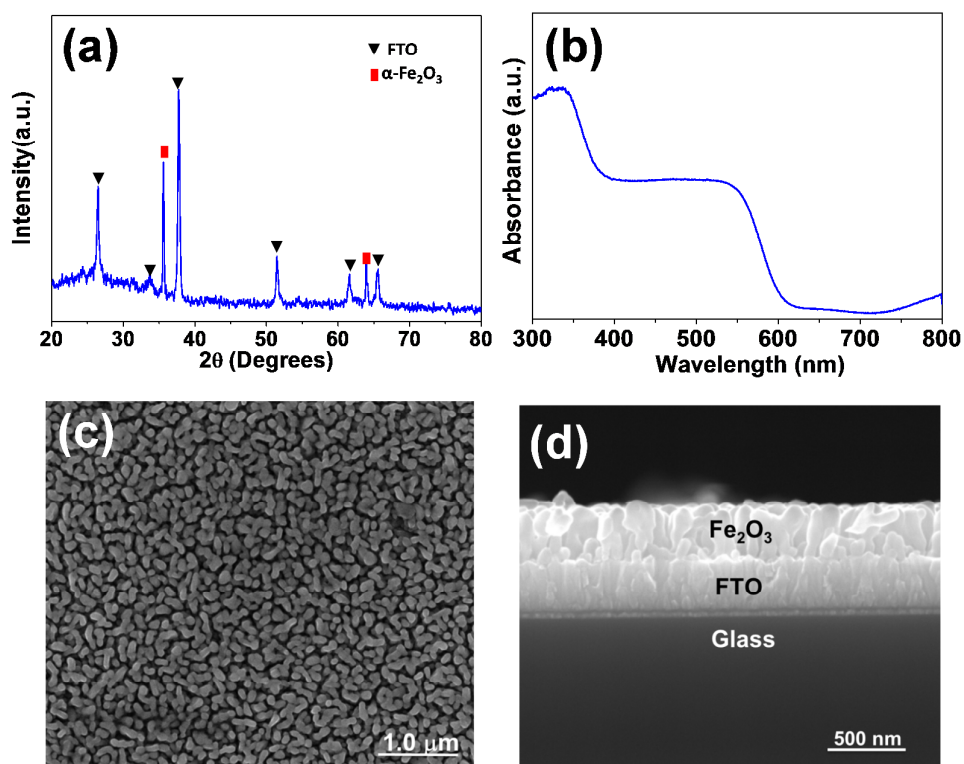 (a)
FTO
α-Fe₂O₃
Intensity(a.u.)
20 30 40 50 60 70 80
2θ (Degrees)
(b)
Absorbance (a.u.)
300 400 500 600 700 800
Wavelength (nm)
(c)
1.0 μm
(d)
Fe₂O₃
FTO
Glass
500 nm